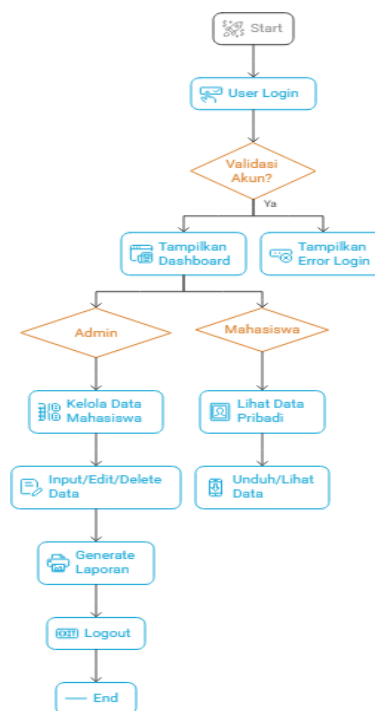 Start
User Login
Validasi
Akun?
Ya
Tampilkan
Dashboard
Tampilkan
Error Login
Admin
Mahasiswa
Kelola Data
Mahasiswa
Lihat Data
Pribadi
Input/Edit/Delete
Data
Unduh/Lihat
Data
Generate
Laporan
EXIT Logout
End